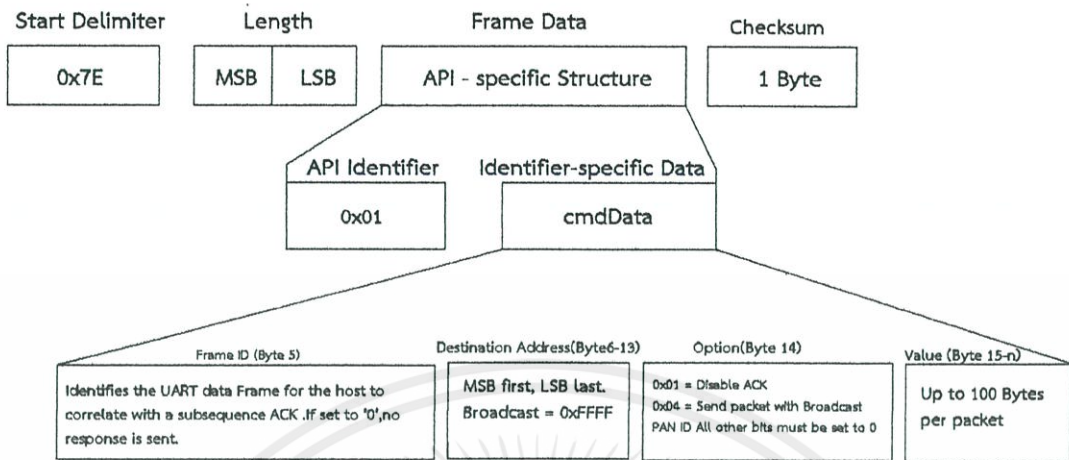 Start Delimiter
Length
Frame Data
Checksum
0x7E
MSB
LSB
API - specific Structure
1 Byte
API Identifier
Identifier-specific Data
0x01
cmdData
Frame ID (Byte 5)
Destination Address(Byte6-13)
Option(Byte 14)
Value (Byte 15-n)
Identifies the UART data Frame for the host to
correlate with a subsequence ACK .If set to '0',no
response is sent.
MSB first, LSB last.
Broadcast = 0xFFFF
0x01 = Disable ACK
0x04 = Send packet with Broadcast
PAN ID All other bits must be set to 0
Up to 100 Bytes
per packet